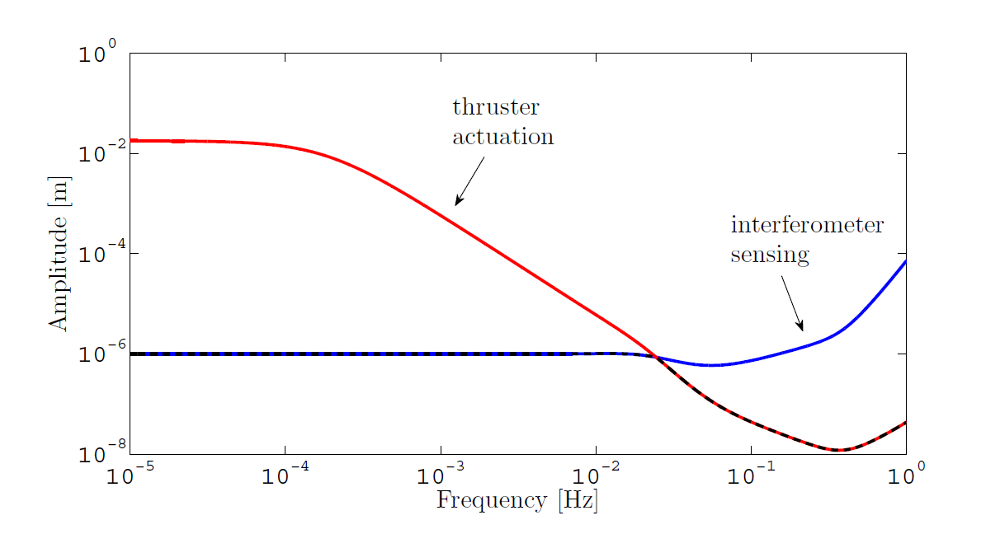 10^0
thruster
actuation
10^-2
interferometer
sensing
10^-4
Amplitude [m]
10^-6
10^-8
10^-5 10^-4 10^-3 10^-2 10^-1 10^0
Frequency [Hz]